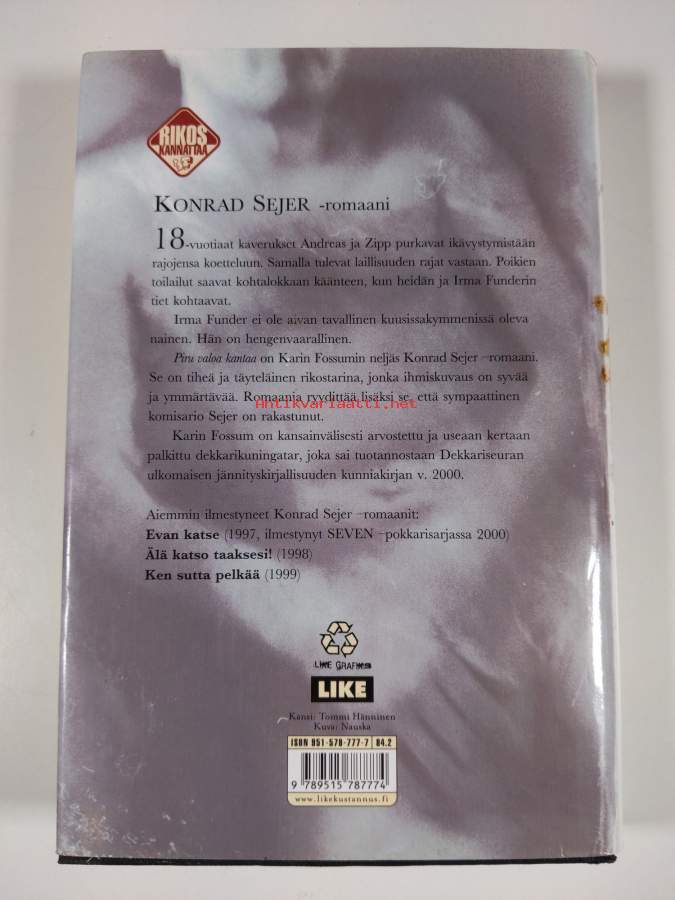 RIKOS
KANNATTAA
KONRAD SEJER -romaani
18-vuotiaat kaverukset Andreas ja Zipp purkavat ikävystymistään
rajojensa koetteluun. Samalla tulevat laillisuuden rajat vastaan. Poikien
toilailut saavat kohtalokkaan käänteen, kun heidän ja Irma Funderin
tiet kohtaavat.
Irma Funder ei ole aivan tavallinen kuusissakymmenissä oleva
nainen. Hän on hengenvaarallinen.
Piru valoa kantaa on Karin Fossumin neljäs Konrad Sejer –romaani.
Se on tiheä ja täyteläinen rikostarina, jonka ihmiskuvaus on syvää
ja ymmärtävää. Romaania ryydittää lisäksi se, että sympaattinen
antikvariaatti.net
komisario Sejer on rakastunut.
Karin Fossum on kansainvälisesti arvostettu ja useaan kertaan
palkittu dekkarikuningatar, joka sai tuotannostaan Dekkariseuran
ulkomaisen jännityskirjallisuuden kunniakirjan v. 2000.
Aiemmin ilmestyneet Konrad Sejer –romaanit:
Evan katse (1997, ilmestynyt SEVEN –pokkarisarjassa 2000)
Älä katso taaksesi! (1998)
Ken sutta pelkää (1999)
LIKE GRAFIIKKA
LIKE
Kansi: Tommi Hänninen
Kuva: Nauska
ISBN 951-578-777-7 84.2
9 789515 787774
www.likekustannus.fi